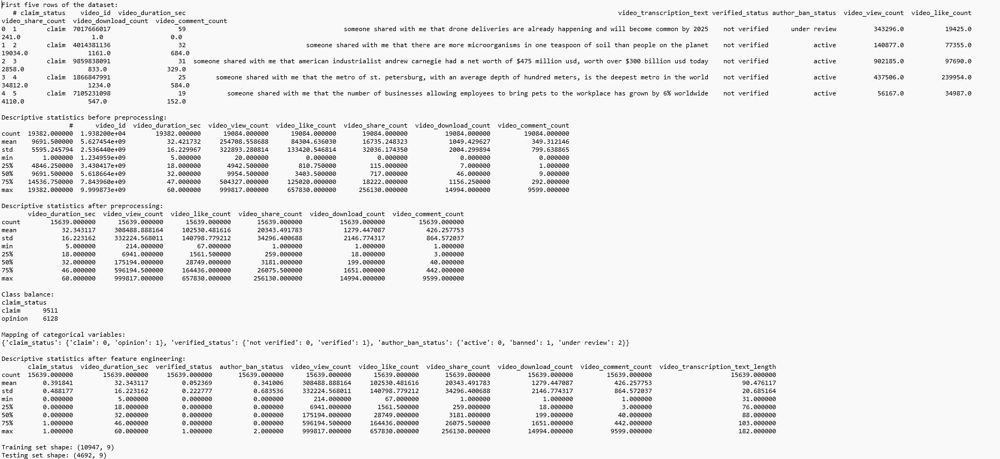 First five rows of the dataset:
# claim_status video_id video_duration_sec video_transcription_text verified_status author_ban_status video_view_count video_like_count
video_share_count video_download_count video_comment_count
0 1 claim 7017666017 59 someone shared with me that drone deliveries are already happening and will become common by 2025 not verified under review 343296.0 19425.0
241.0 1.0 0.0
1 2 claim 4014381136 32 someone shared with me that there are more microorganisms in one teaspoon of soil than people on the planet not verified active 140877.0 77355.0
19034.0 1161.0 684.0
2 3 claim 9859838091 31 someone shared with me that american industrialist andrew carnegie had a net worth of $475 million usd, worth over $300 billion usd today not verified active 902185.0 97690.0
2858.0 833.0 329.0
3 4 claim 1866847991 25 someone shared with me that the metro of st. petersburg, with an average depth of hundred meters, is the deepest metro in the world not verified active 437506.0 239954.0
34812.0 1234.0 584.0
4 5 claim 7105231098 19 someone shared with me that the number of businesses allowing employees to bring pets to the workplace has grown by 6% worldwide not verified active 56167.0 34987.0
4110.0 547.0 152.0
Descriptive statistics before preprocessing:
# video_id video_duration_sec video_view_count video_like_count video_share_count video_download_count video_comment_count
count 19382.000000 1.938200e+04 19382.000000 19084.000000 19084.000000 19084.000000 19084.000000 19084.000000
mean 9691.500000 5.627454e+09 32.421732 254708.558688 84304.636030 16735.248323 1049.429627 349.312146
std 5595.245794 2.536440e+09 16.229967 322893.280814 133420.546814 32036.174350 2004.299894 799.638865
min 1.000000 1.234959e+09 5.000000 20.000000 0.000000 0.000000 0.000000 0.000000
25% 4846.250000 3.430417e+09 18.000000 4942.500000 810.750000 115.000000 7.000000 1.000000
50% 9691.500000 5.618664e+09 32.000000 9954.500000 3403.500000 717.000000 46.000000 9.000000
75% 14536.750000 7.843960e+09 47.000000 504327.000000 125020.000000 18222.000000 1156.250000 292.000000
max 19382.000000 9.999873e+09 60.000000 999817.000000 657830.000000 256130.000000 14994.000000 9599.000000
Descriptive statistics after preprocessing:
video_duration_sec video_view_count video_like_count video_share_count video_download_count video_comment_count
count 15639.000000 15639.000000 15639.000000 15639.000000 15639.000000 15639.000000
mean 32.343117 308488.888164 102530.481616 20343.491783 1279.447087 426.257753
std 16.223162 332224.568011 140798.779212 34296.400688 2146.774317 864.572037
min 5.000000 214.000000 67.000000 1.000000 1.000000 1.000000
25% 18.000000 6941.000000 1561.500000 259.000000 18.000000 3.000000
50% 32.000000 175194.000000 28749.000000 3181.000000 199.000000 40.000000
75% 46.000000 596194.500000 164436.000000 26075.500000 1651.000000 442.000000
max 60.000000 999817.000000 657830.000000 256130.000000 14994.000000 9599.000000
Class balance:
claim_status
claim 9511
opinion 6128
Mapping of categorical variables:
{'claim_status': {'claim': 0, 'opinion': 1}, 'verified_status': {'not verified': 0, 'verified': 1}, 'author_ban_status': {'active': 0, 'banned': 1, 'under review': 2}}
Descriptive statistics after feature engineering:
claim_status video_duration_sec verified_status author_ban_status video_view_count video_like_count video_share_count video_download_count video_comment_count video_transcription_text_length
count 15639.000000 15639.000000 15639.000000 15639.000000 15639.000000 15639.000000 15639.000000 15639.000000 15639.000000 15639.000000
mean 0.391841 32.343117 0.052369 0.341006 308488.888164 102530.481616 20343.491783 1279.447087 426.257753 90.476117
std 0.488177 16.223162 0.222777 0.683536 332224.568011 140798.779212 34296.400688 2146.774317 864.572037 20.685164
min 0.000000 5.000000 0.000000 0.000000 214.000000 67.000000 1.000000 1.000000 1.000000 31.000000
25% 0.000000 18.000000 0.000000 0.000000 6941.000000 1561.500000 259.000000 18.000000 3.000000 76.000000
50% 0.000000 32.000000 0.000000 0.000000 175194.000000 28749.000000 3181.000000 199.000000 40.000000 88.000000
75% 1.000000 46.000000 0.000000 0.000000 596194.500000 164436.000000 26075.500000 1651.000000 442.000000 103.000000
max 1.000000 60.000000 1.000000 2.000000 999817.000000 657830.000000 256130.000000 14994.000000 9599.000000 182.000000
Training set shape: (10947, 9)
Testing set shape: (4692, 9)